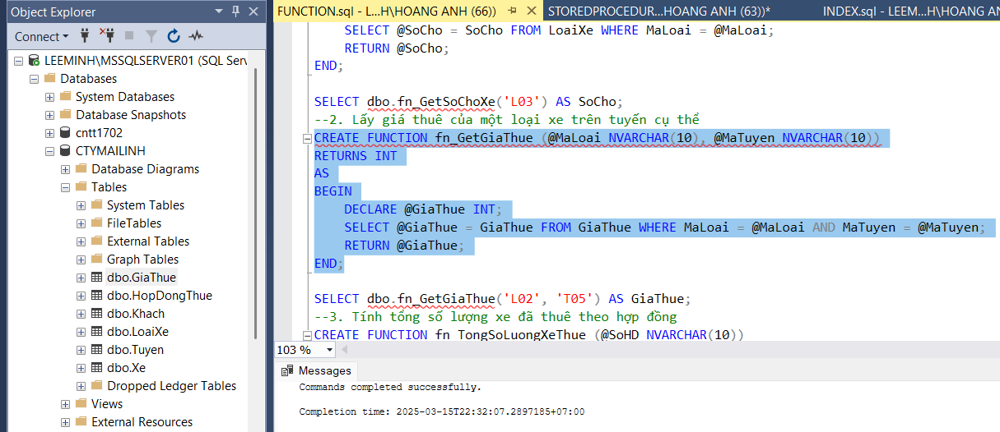 Object Explorer
Connect
LEEMINH\MSSQLSERVER01 (SQL Serv
Databases
System Databases
Database Snapshots
cntt1702
CTYMAILINH
Database Diagrams
Tables
System Tables
FileTables
External Tables
Graph Tables
dbo.GiaThue
dbo.HopDongThue
dbo.Khach
dbo.LoaiXe
dbo.Tuyen
dbo.Xe
Dropped Ledger Tables
Views
External Resources
FUNCTION.sql - L...H\HOANG ANH (66))
STOREDPROCEDUR...HOANG ANH (63))*
INDEX.sql - LEEM...H\HOANG AN
SELECT @SoCho = SoCho FROM LoaiXe WHERE MaLoai = @MaLoai;
RETURN @SoCho;
END;
SELECT dbo.fn_GetSoChoXe('L03') AS SoCho;
--2. Lấy giá thuê của một loại xe trên tuyến cụ thể
CREATE FUNCTION fn_GetGiaThue (@MaLoai NVARCHAR(10), @MaTuyen NVARCHAR(10))
RETURNS INT
AS
BEGIN
DECLARE @GiaThue INT;
SELECT @GiaThue = GiaThue FROM GiaThue WHERE MaLoai = @MaLoai AND MaTuyen = @MaTuyen;
RETURN @GiaThue;
END;
SELECT dbo.fn_GetGiaThue('L02', 'T05') AS GiaThue;
--3. Tính tổng số lượng xe đã thuê theo hợp đồng
CREATE FUNCTION fn_TongSoLuongXeThue (@SoHD NVARCHAR(10))
103 %
Messages
Commands completed successfully.
Completion time: 2025-03-15T22:32:07.2897185+07:00